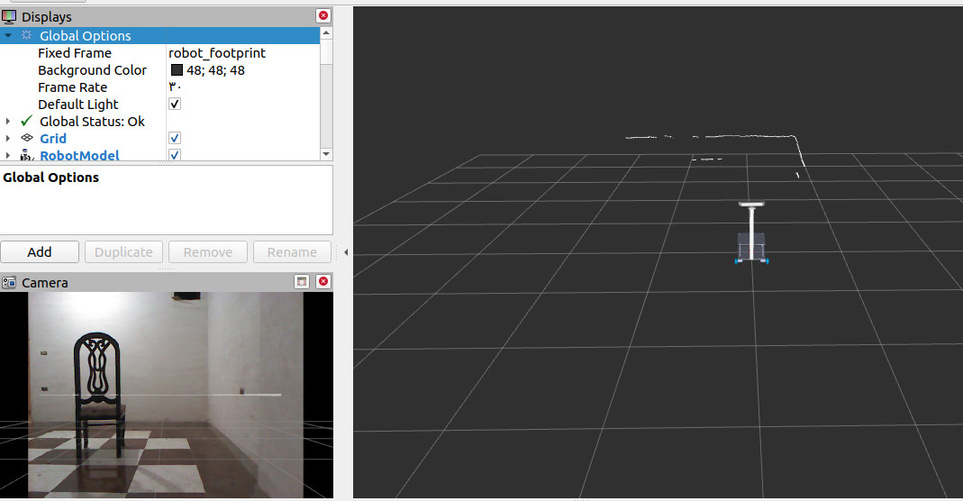 Displays
Global Options
Fixed Frame robot_footprint
Background Color 48; 48; 48
Frame Rate ۳۰
Default Light
Global Status: Ok
Grid
RobotModel
Global Options
Add Duplicate Remove Rename
Camera